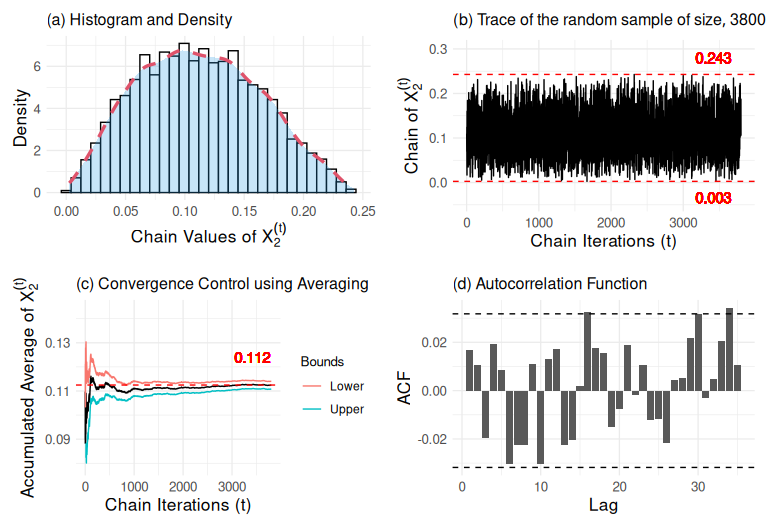 (a) Histogram and Density
Density
6
4
2
0
0.00 0.05 0.10 0.15 0.20 0.25
Chain Values of X₂⁽ᵗ⁾
(b) Trace of the random sample of size, 3800
Chain of X₂⁽ᵗ⁾
0.3
0.2
0.1
0.0
0.243
0.003
0 1000 2000 3000
Chain Iterations (t)
(c) Convergence Control using Averaging
Accumulated Average of X₂⁽ᵗ⁾
0.13
0.11
0.09
0.112
Bounds
Lower
Upper
0 1000 2000 3000
Chain Iterations (t)
(d) Autocorrelation Function
ACF
0.02
0.00
-0.02
0 10 20 30
Lag